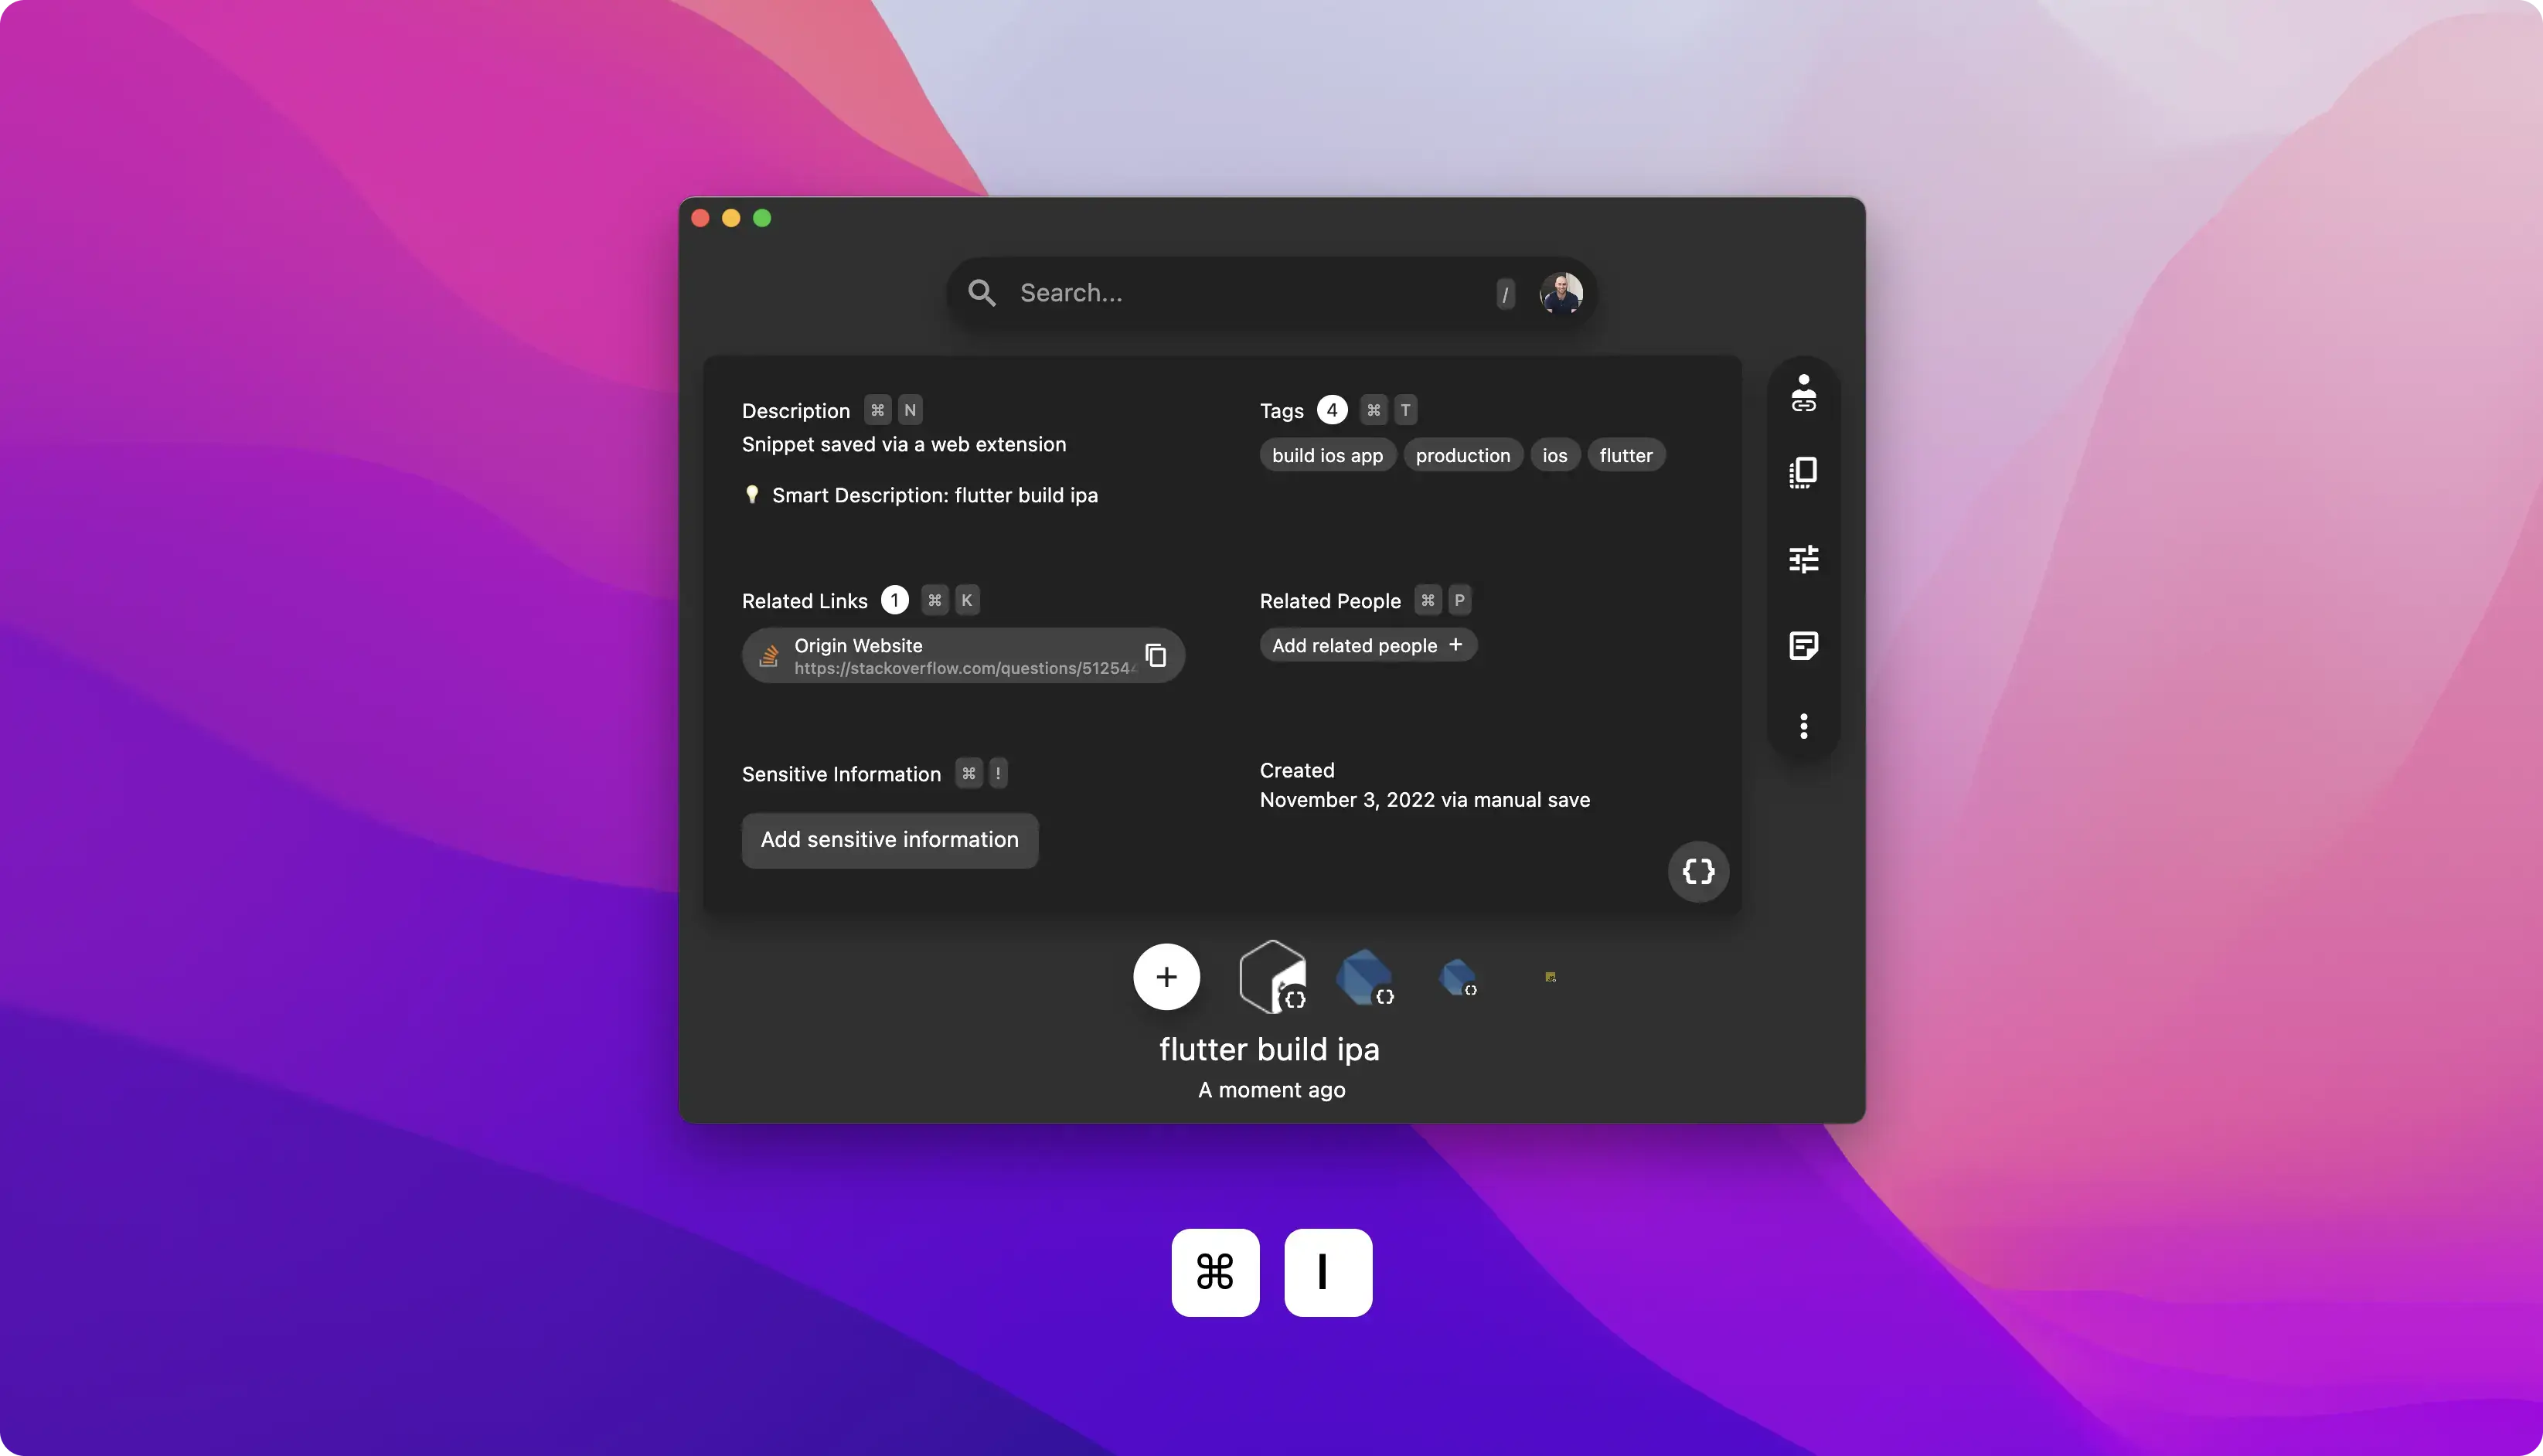 Search...
/
Description ⌘ N
Snippet saved via a web extension
Smart Description: flutter build ipa
Tags 4 ⌘ T
build ios app production ios flutter
Related Links 1 ⌘ K
Origin Website
https://stackoverflow.com/questions/51254
Related People ⌘ P
Add related people +
Sensitive Information ⌘ !
Add sensitive information
Created
November 3, 2022 via manual save
{}
+
{} {} {}
flutter build ipa
A moment ago
⌘ I